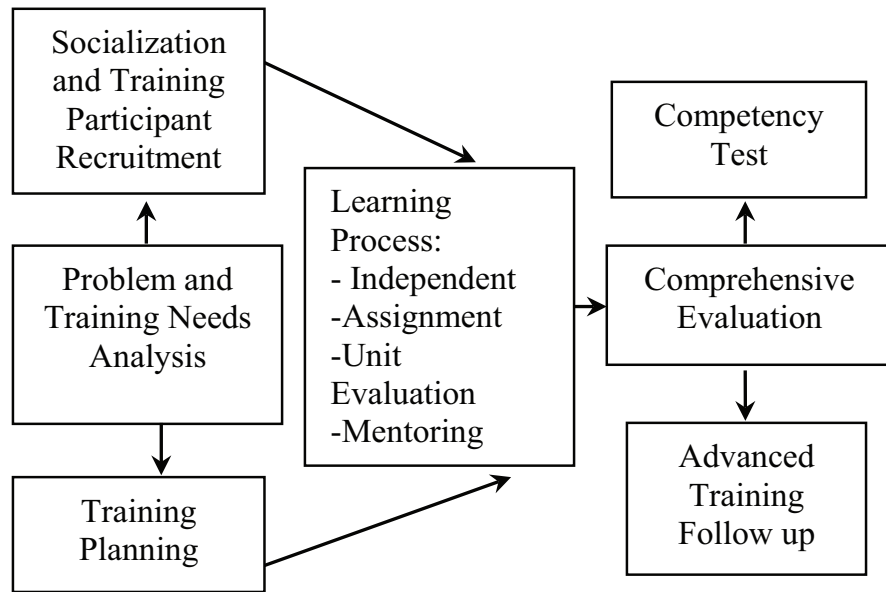 Socialization
and Training
Participant
Recruitment
Problem and
Training Needs
Analysis
Training
Planning
Learning
Process:
- Independent
-Assignment
-Unit
Evaluation
-Mentoring
Competency
Test
Comprehensive
Evaluation
Advanced
Training
Follow up